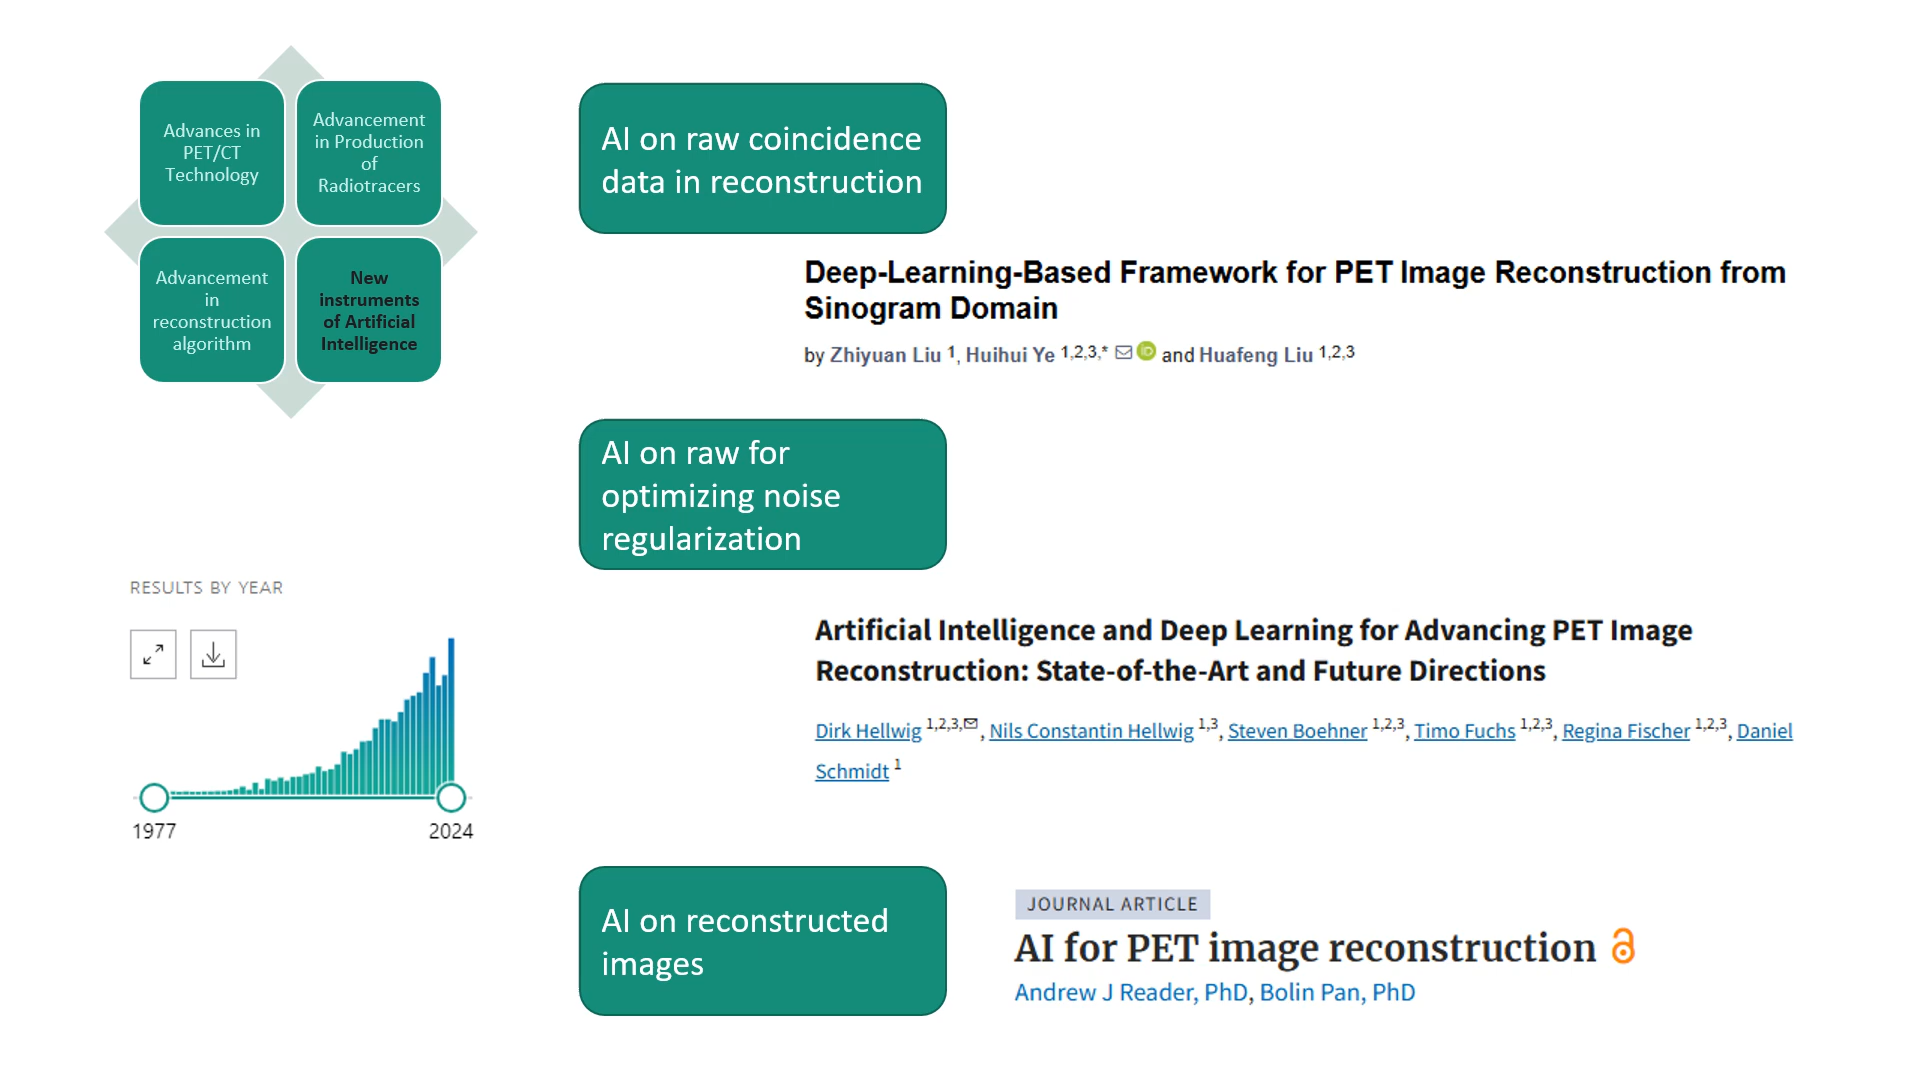 Advances in
PET/CT
Technology
Advancement
in Production
of
Radiotracers
Advancement
in
reconstruction
algorithm
New
instruments
of Artificial
Intelligence
RESULTS BY YEAR
1977
2024
AI on raw coincidence
data in reconstruction
Deep-Learning-Based Framework for PET Image Reconstruction from
Sinogram Domain
by Zhiyuan Liu 1, Huihui Ye 1,2,3,* iD and Huafeng Liu 1,2,3
AI on raw for
optimizing noise
regularization
Artificial Intelligence and Deep Learning for Advancing PET Image
Reconstruction: State-of-the-Art and Future Directions
Dirk Hellwig 1,2,3, Nils Constantin Hellwig 1,3, Steven Boehner 1,2,3, Timo Fuchs 1,2,3, Regina Fischer 1,2,3, Daniel
Schmidt 1
AI on reconstructed
images
JOURNAL ARTICLE
AI for PET image reconstruction
Andrew J Reader, PhD, Bolin Pan, PhD